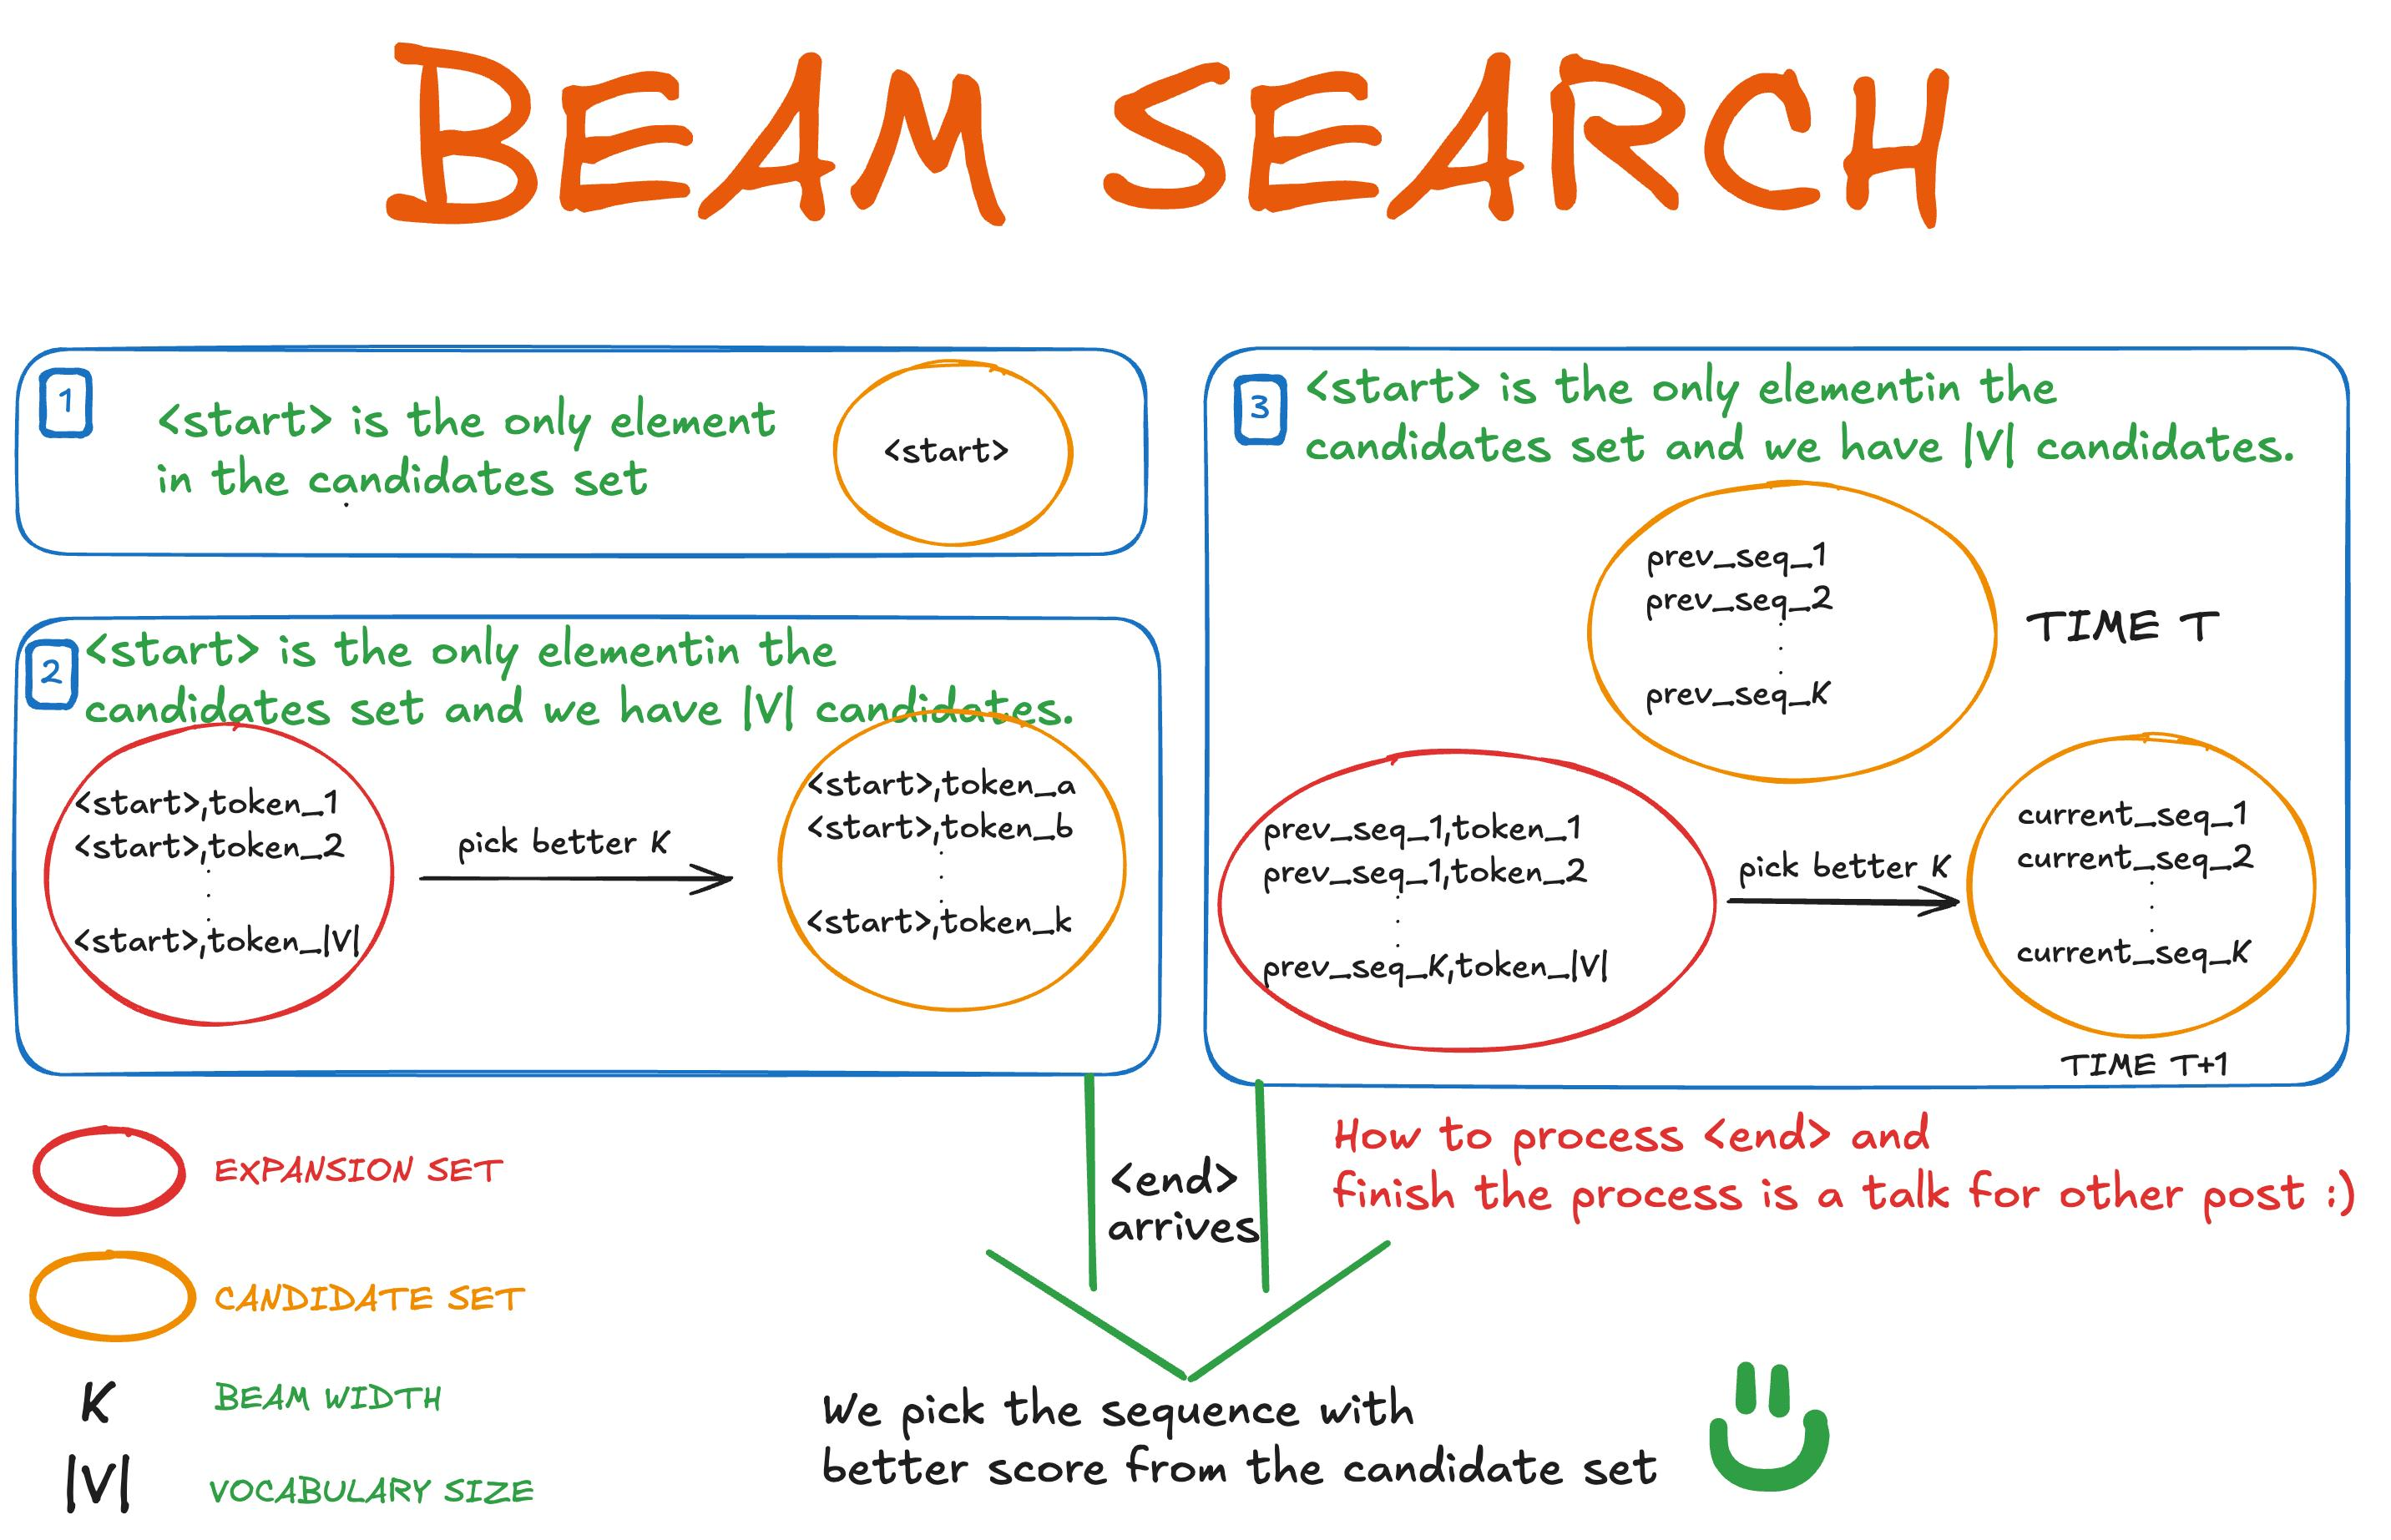 BEAM SEARCH
1
<start> is the only element
in the candidates set
<start>
2
<start> is the only elementin the
candidates set and we have |V| candidates.
<start>,token_1
<start>,token_2
.
.
.
<start>,token_|V|
pick better K
<start>,token_a
<start>,token_b
.
.
.
<start>,token_k
3
<start> is the only elementin the
candidates set and we have |V| candidates.
prev_seq_1
prev_seq_2
.
.
.
prev_seq_K
TIME T
prev_seq_1,token_1
prev_seq_1,token_2
.
.
.
prev_seq_K,token_|V|
pick better K
current_seq_1
current_seq_2
.
.
.
current_seq_K
TIME T+1
EXPANSION SET
CANDIDATE SET
K BEAM WIDTH
|V| VOCABULARY SIZE
<end>
arrives
How to process <end> and
finish the process is a talk for other post :)
We pick the sequence with
better score from the candidate set